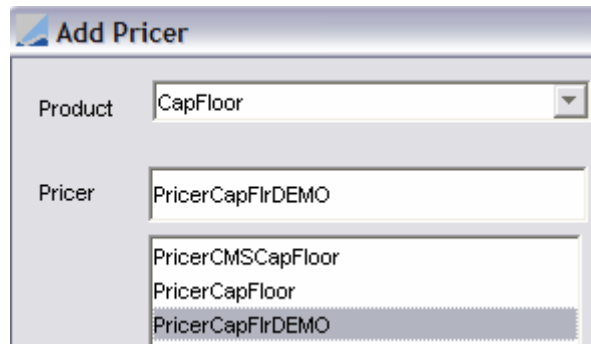 Add Pricer
Product CapFloor
Pricer PricerCapFlrDEMO
PricerCMSCapFloor
PricerCapFloor
PricerCapFlrDEMO